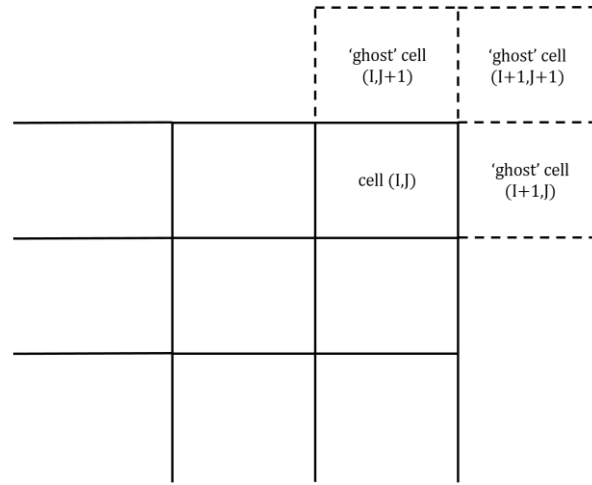 ‘ghost’ cell
(I,J+1)
‘ghost’ cell
(I+1,J+1)
cell (I,J)
‘ghost’ cell
(I+1,J)